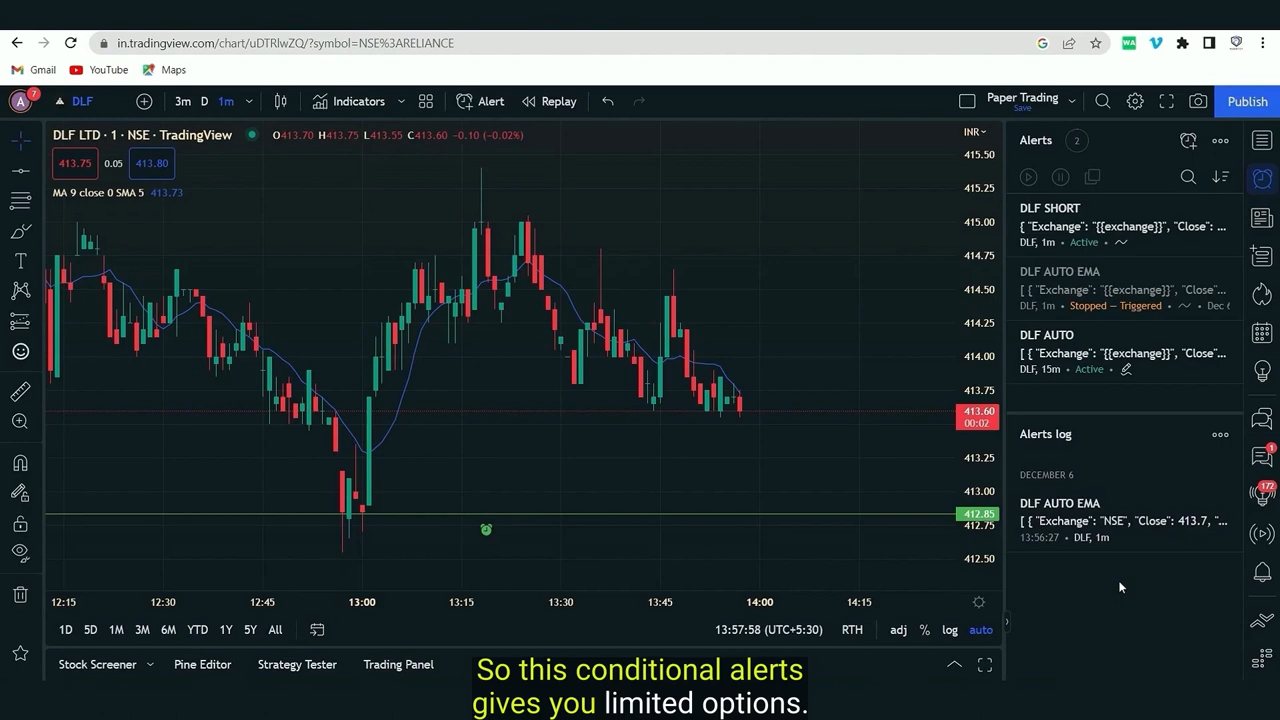 in.tradingview.com/chart/uDTRlwZQ/?symbol=NSE%3ARELIANCE
WA
Gmail YouTube Maps
A 7 DLF 3m D 1m Indicators Alert Replay Paper Trading Save Publish
DLF LTD · 1 · NSE • TradingView O413.70 H413.75 L413.55 C413.60 -0.10 (-0.02%) INR
413.75 0.05 413.80
MA 9 close 0 SMA 5 413.73
415.50
415.25
415.00
414.75
414.50
414.25
414.00
413.75
413.60
00:02
413.25
413.00
412.85
412.75
412.50
12:15 12:30 12:45 13:00 13:15 13:30 13:45 14:00 14:15
1D 5D 1M 3M 6M YTD 1Y 5Y All 13:57:58 (UTC+5:30) RTH adj % log auto
Stock Screener Pine Editor Strategy Tester Trading Panel
Alerts 2
DLF SHORT
{ "Exchange": "{{exchange}}", "Close": ...
DLF, 1m • Active •
DLF AUTO EMA
[ { "Exchange": "{{exchange}}", "Close"...
DLF, 1m • Stopped — Triggered • • Dec 6
DLF AUTO
[ { "Exchange": "{{exchange}}", "Close"...
DLF, 15m • Active •
Alerts log
DECEMBER 6
DLF AUTO EMA
[ { "Exchange": "NSE", "Close": 413.7, "...
13:56:27 • DLF, 1m
1
172
So this conditional alerts
gives you limited options.